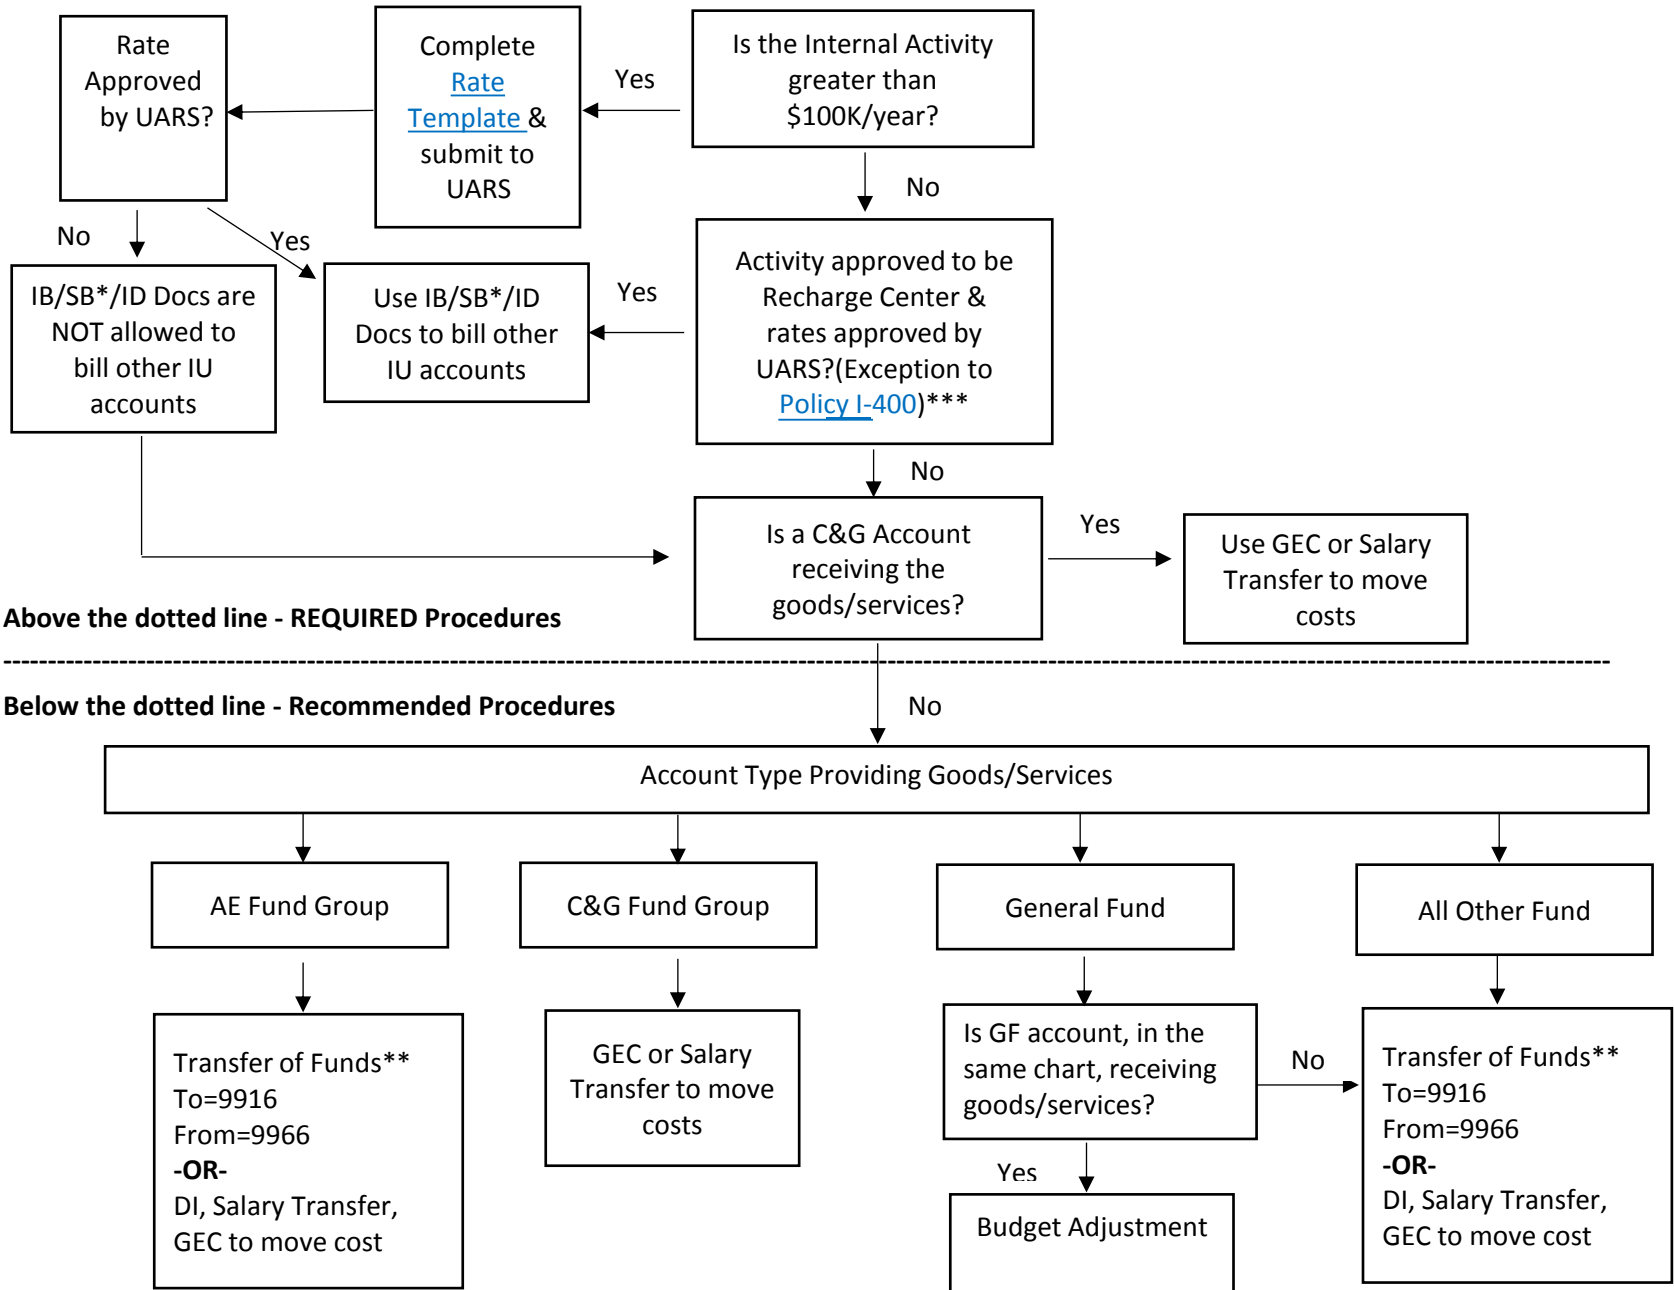 Rate
Approved
by UARS?
Complete
Rate
Template &
submit to
UARS
Yes
Is the Internal Activity
greater than
$100K/year?
No
No
Yes
IB/SB*/ID Docs are
NOT allowed to
bill other IU
accounts
Use IB/SB*/ID
Docs to bill other
IU accounts
Yes
Activity approved to be
Recharge Center &
rates approved by
UARS?(Exception to
Policy I-400)***
No
Is a C&G Account
receiving the
goods/services?
Yes
Use GEC or Salary
Transfer to move
costs
Above the dotted line - REQUIRED Procedures
Below the dotted line - Recommended Procedures
No
Account Type Providing Goods/Services
AE Fund Group
C&G Fund Group
General Fund
All Other Fund
Transfer of Funds**
To=9916
From=9966
-OR-
DI, Salary Transfer,
GEC to move cost
GEC or Salary
Transfer to move
costs
Is GF account, in the
same chart, receiving
goods/services?
No
Yes
Budget Adjustment
Transfer of Funds**
To=9916
From=9966
-OR-
DI, Salary Transfer,
GEC to move cost